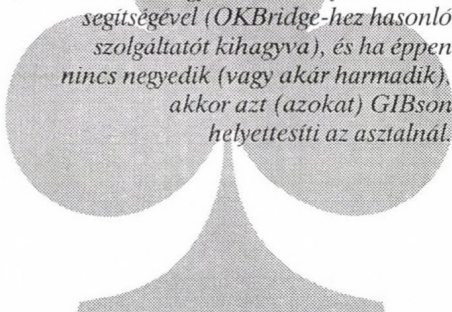 segítségével (OKBridge-hez hasonló
szolgáltatót kihagyva), és ha éppen
nincs negyedik (vagy akár harmadik),
akkor azt (azokat) GIBson
helyettesíti az asztalnál.